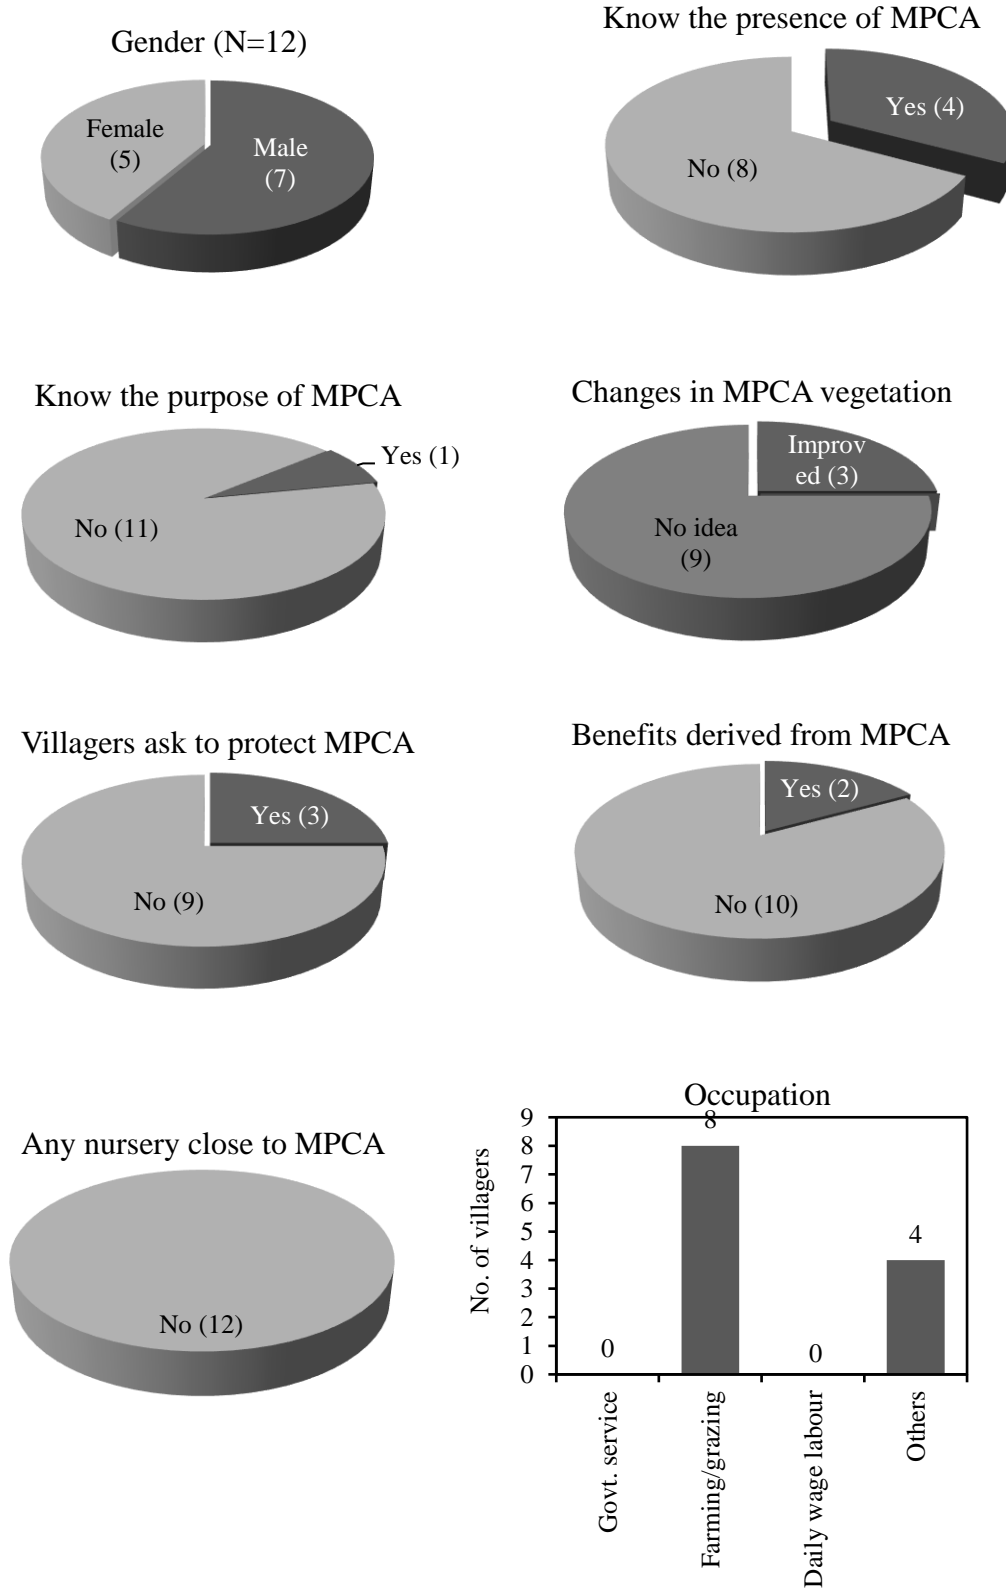 Gender (N=12)
Female
(5)
Male
(7)
Know the presence of MPCA
Yes (4)
No (8)
Know the purpose of MPCA
Yes (1)
No (11)
Changes in MPCA vegetation
Improv
ed (3)
No idea
(9)
Villagers ask to protect MPCA
Yes (3)
No (9)
Benefits derived from MPCA
Yes (2)
No (10)
Any nursery close to MPCA
No (12)
Occupation
No. of villagers
9
8
7
6
5
4
3
2
1
0
0
8
0
4
Govt. service
Farming/grazing
Daily wage labour
Others